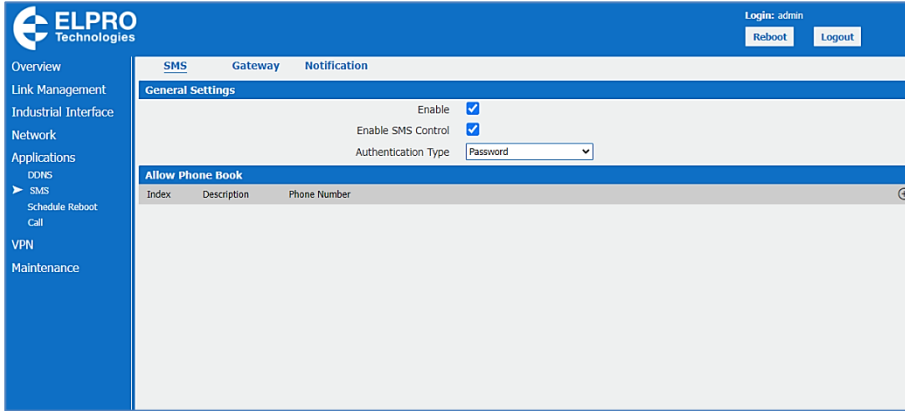 ELPRO
Technologies
Login: admin
Reboot Logout
Overview
Link Management
Industrial Interface
Network
Applications
DDNS
SMS
Schedule Reboot
Call
VPN
Maintenance
SMS Gateway Notification
General Settings
Enable
Enable SMS Control
Authentication Type Password
Allow Phone Book
Index Description Phone Number